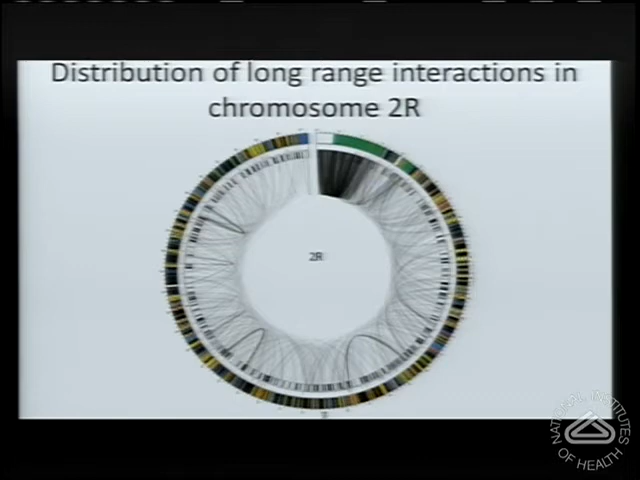 Distribution of long range interactions in
chromosome 2R
2R
NATIONAL INSTITUTES
OF HEALTH